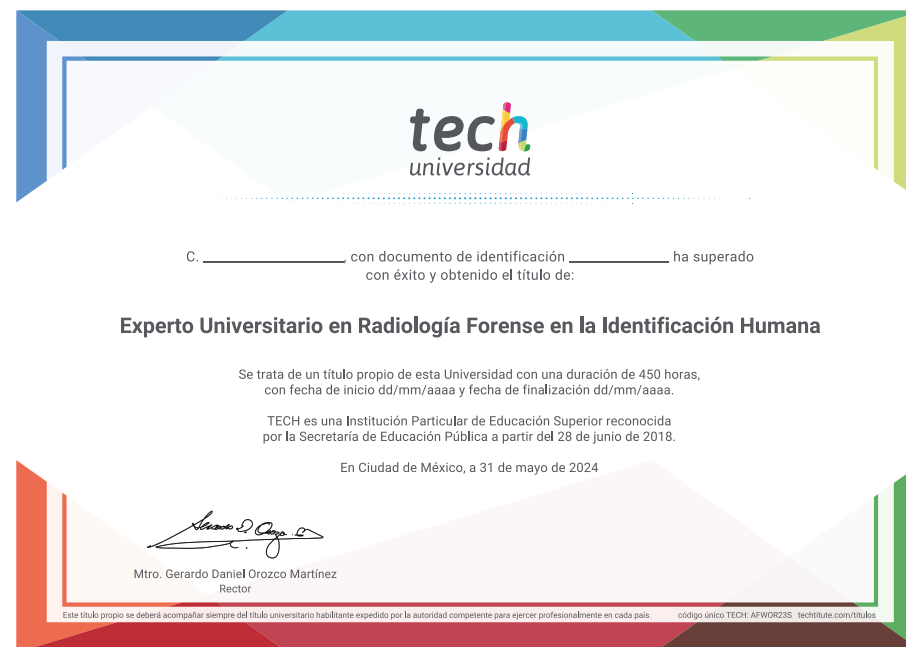 tech
universidad
C. ____________________, con documento de identificación ______________ ha superado
con éxito y obtenido el título de:
Experto Universitario en Radiología Forense en la Identificación Humana
Se trata de un título propio de esta Universidad con una duración de 450 horas,
con fecha de inicio dd/mm/aaaa y fecha de finalización dd/mm/aaaa.
TECH es una Institución Particular de Educación Superior reconocida
por la Secretaría de Educación Pública a partir del 28 de junio de 2018.
En Ciudad de México, a 31 de mayo de 2024
Mtro. Gerardo Daniel Orozco Martínez
Rector
Este título propio se deberá acompañar siempre del título universitario habilitante expedido por la autoridad competente para ejercer profesionalmente en cada país. código único TECH: AFWOR23S techtitute.com/titulos